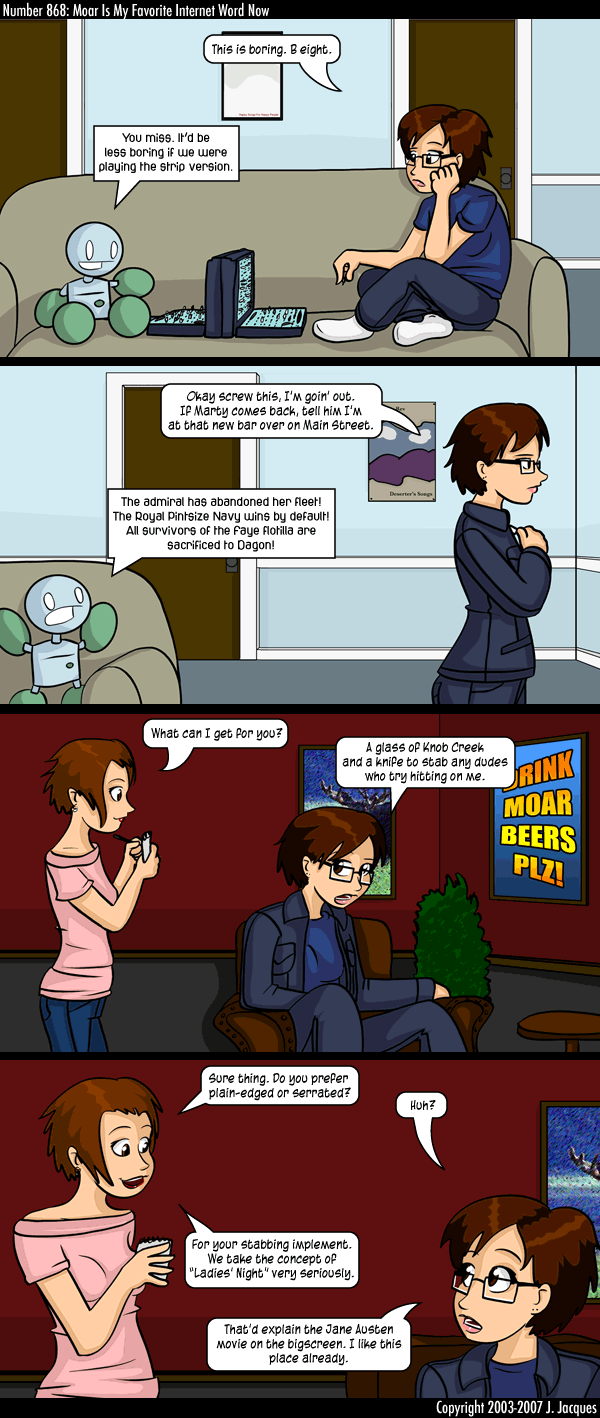 Number 868: Moar Is My Favorite Internet Word Now
This is boring. B eight.
You miss. It'd be
less boring if we were
playing the strip version.
Okay screw this, I'm goin' out.
If Marty comes back, tell him I'm
at that new bar over on Main Street.
Deserter's Songs
The admiral has abandoned her fleet!
The Royal Pintsize Navy wins by default!
All survivors of the Faye flotilla are
sacrificed to Dagon!
What can I get for you?
A glass of Knob Creek
and a knife to stab any dudes
who try hitting on me.
DRINK
MOAR
BEERS
PLZ!
Sure thing. Do you prefer
plain-edged or serrated?
Huh?
For your stabbing implement.
We take the concept of
"Ladies' Night" very seriously.
That'd explain the Jane Austen
movie on the bigscreen. I like this
place already.
Copyright 2003-2007 J. Jacques